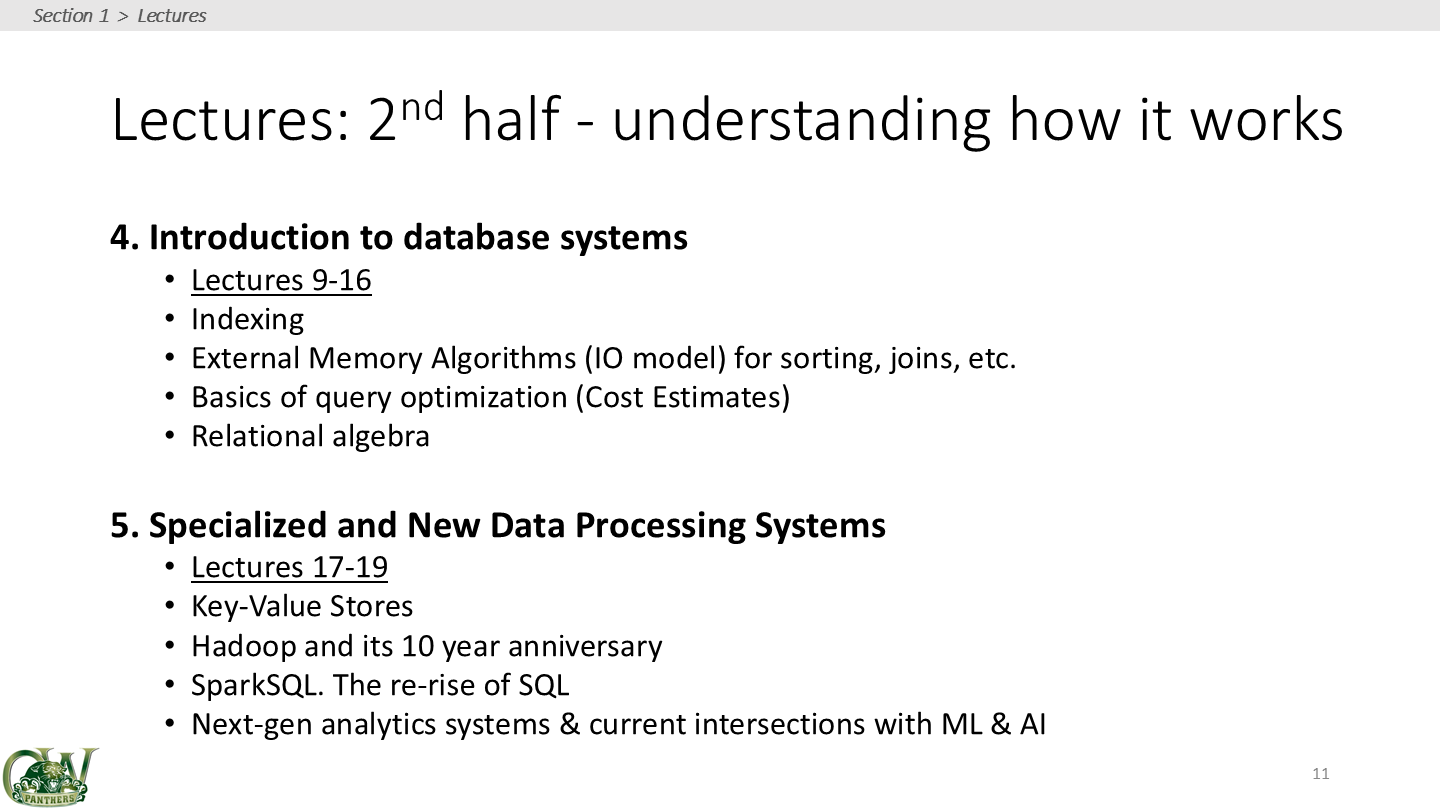 Section 1 > Lectures
Lectures: 2nd half - understanding how it works
4. Introduction to database systems
• Lectures 9-16
• Indexing
• External Memory Algorithms (IO model) for sorting, joins, etc.
• Basics of query optimization (Cost Estimates)
• Relational algebra
5. Specialized and New Data Processing Systems
• Lectures 17-19
• Key-Value Stores
• Hadoop and its 10 year anniversary
• SparkSQL. The re-rise of SQL
• Next-gen analytics systems & current intersections with ML & AI
OW
PANTHERS
11